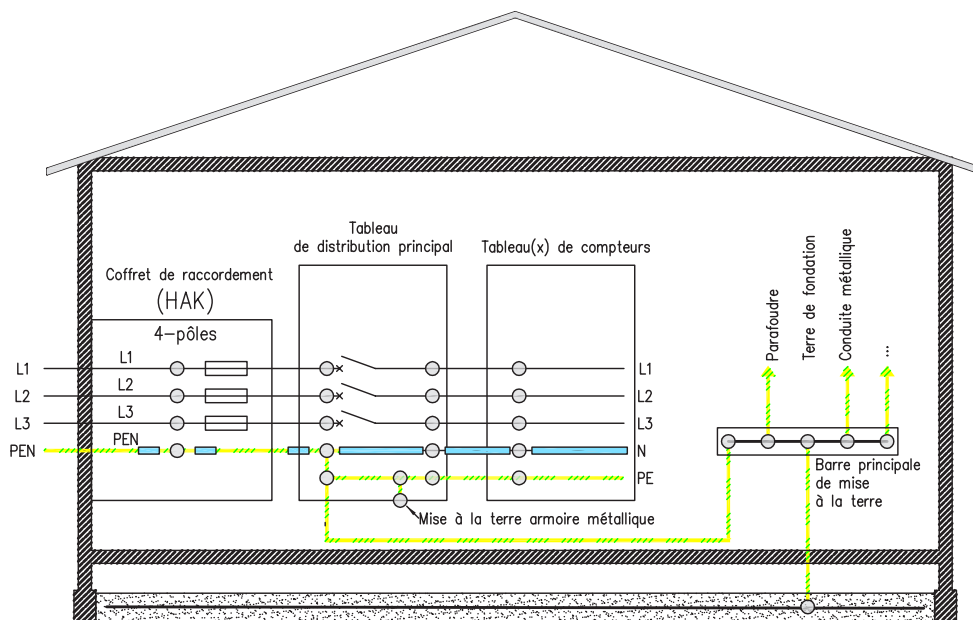 Tableau
de distribution principal
Tableau(x) de compteurs
Coffret de raccordement
(HAK)
4-pôles
Parafoudre
Terre de fondation
Conduite métallique
...
L1
L1
L1
L2
L2
L2
L3
L3
L3
PEN
PEN
N
PE
Barre principale
de mise
à la terre
Mise à la terre armoire métallique